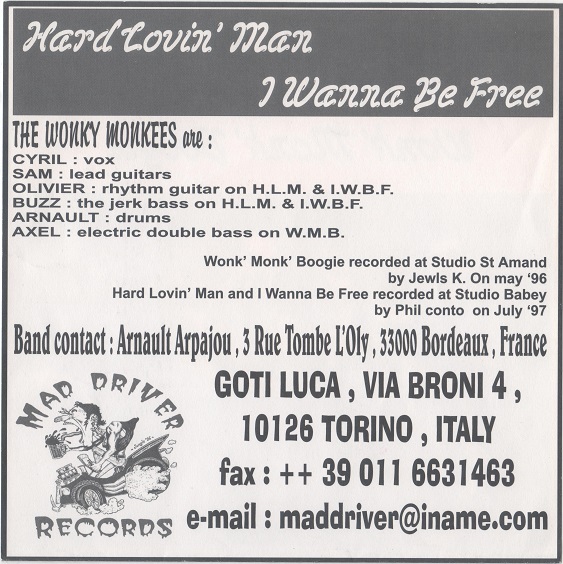 Hard Lovin' Man
I Wanna Be Free
THE WONKY MONKEES are :
CYRIL : vox
SAM : lead guitars
OLIVIER : rhythm guitar on H.L.M. & I.W.B.F.
BUZZ : the jerk bass on H.L.M. & I.W.B.F.
ARNAULT : drums
AXEL : electric double bass on W.M.B.
Wonk' Monk' Boogie recorded at Studio St Amand
by Jewls K. On may '96
Hard Lovin' Man and I Wanna Be Free recorded at Studio Babey
by Phil conto on July '97
Band contact : Arnault Arpajou , 3 Rue Tombe L'Oly , 33000 Bordeaux , France
MAD DRIVER
RECORDS
GOTI LUCA , VIA BRONI 4 ,
10126 TORINO , ITALY
fax : ++ 39 011 6631463
e-mail : maddriver@iname.com